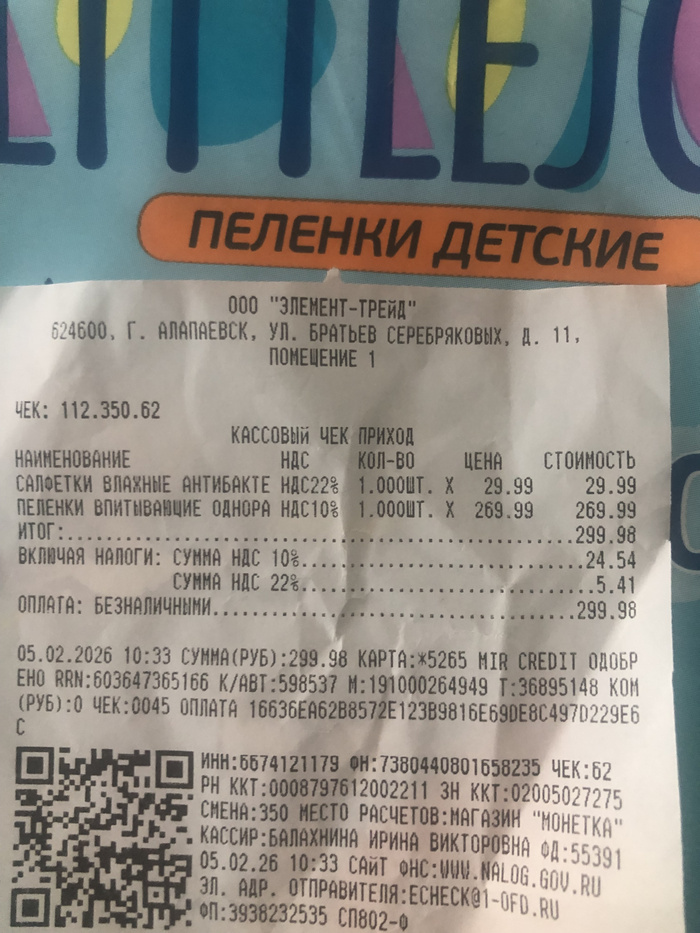 LITTLE
ПЕЛЕНКИ ДЕТСКИЕ
ООО "ЭЛЕМЕНТ-ТРЕЙД"
624600, Г. АЛАПАЕВСК, УЛ. БРАТЬЕВ СЕРЕБРЯКОВЫХ, Д. 11,
ПОМЕЩЕНИЕ 1
ЧЕК: 112.350.62
КАССОВЫЙ ЧЕК ПРИХОД
НАИМЕНОВАНИЕ НДС КОЛ-ВО ЦЕНА СТОИМОСТЬ
САЛФЕТКИ ВЛАЖНЫЕ АНТИБАКТЕ НДС22% 1.000ШТ. X 29.99 29.99
ПЕЛЕНКИ ВПИТЫВАЮЩИЕ ОДНОРА НДС10% 1.000ШТ. X 269.99 269.99
ИТОГ:............................................299.98
ВКЛЮЧАЯ НАЛОГИ: СУММА НДС 10%........................24.54
СУММА НДС 22%........................5.41
ОПЛАТА: БЕЗНАЛИЧНЫМИ...............................299.98
05.02.2026 10:33 СУММА(РУБ):299.98 КАРТА:*5265 MIR CREDIT ОДОБР
ЕНО RRN:603647365166 К/АВТ:598537 М:191000264949 Т:36895148 КОМ
(РУБ):0 ЧЕК:0045 ОПЛАТА 16636EA62B8572E123B9816E69DE8C497D229E6
C
ИНН:6674121179 ФН:7380440801658235 ЧЕК:62
РН ККТ:0008797612002211 ЗН ККТ:02005027275
СМЕНА:350 МЕСТО РАСЧЕТОВ:МАГАЗИН "МОНЕТКА"
КАССИР:БАЛАХНИНА ИРИНА ВИКТОРОВНА ФД:55391
05.02.26 10:33 САЙТ ФНС:WWW.NALOG.GOV.RU
ЭЛ. АДР. ОТПРАВИТЕЛЯ:ECHECK@1-OFD.RU
ФП:3938232535 СП802-Ф